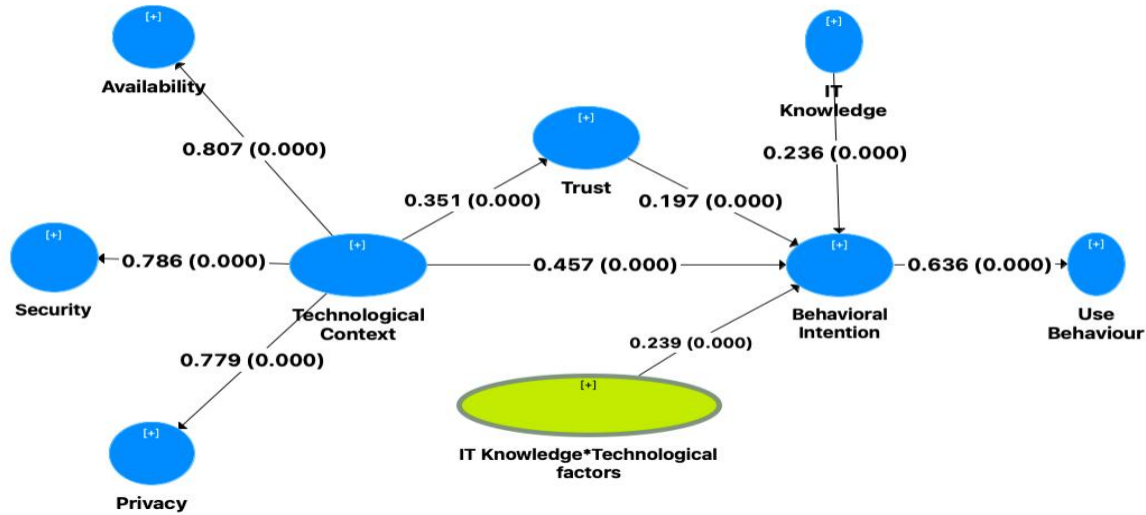 [+]
Availability
[+]
IT
Knowledge
0.807 (0.000)
[+]
Trust
0.236 (0.000)
0.351 (0.000)
0.197 (0.000)
[+]
Security
0.786 (0.000)
[+]
Technological
Context
0.457 (0.000)
[+]
Behavioral
Intention
0.636 (0.000)
[+]
Use
Behaviour
0.779 (0.000)
0.239 (0.000)
[+]
IT Knowledge*Technological
factors
[+]
Privacy